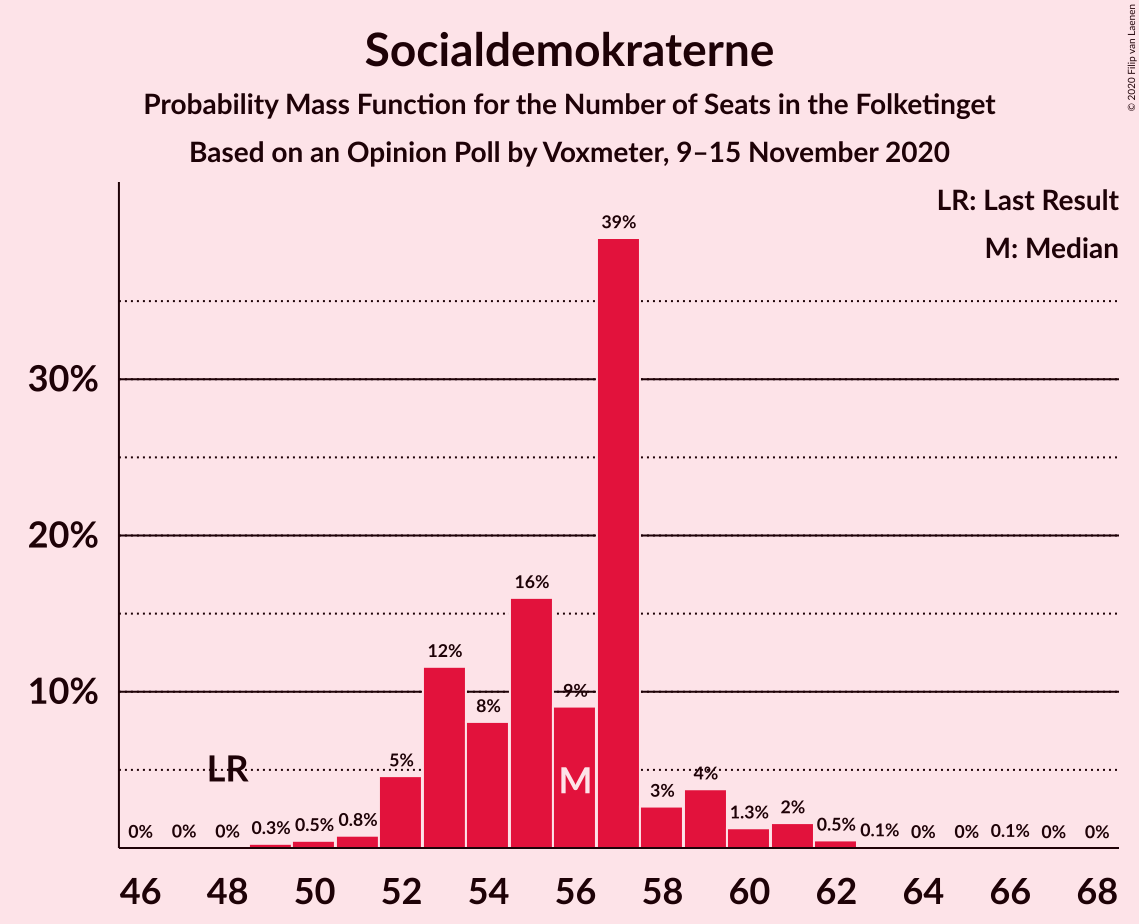 Socialdemokraterne
Probability Mass Function for the Number of Seats in the Folketinget
Based on an Opinion Poll by Voxmeter, 9–15 November 2020
© 2020 Filip van Laenen
LR: Last Result
M: Median
30%
20%
10%
0% 0% 0% 0.3% 0.5% 0.8% 5% 12% 8% 16% 9% 39% 3% 4% 1.3% 2% 0.5% 0.1% 0% 0% 0.1% 0% 0%
LR
M
46 48 50 52 54 56 58 60 62 64 66 68